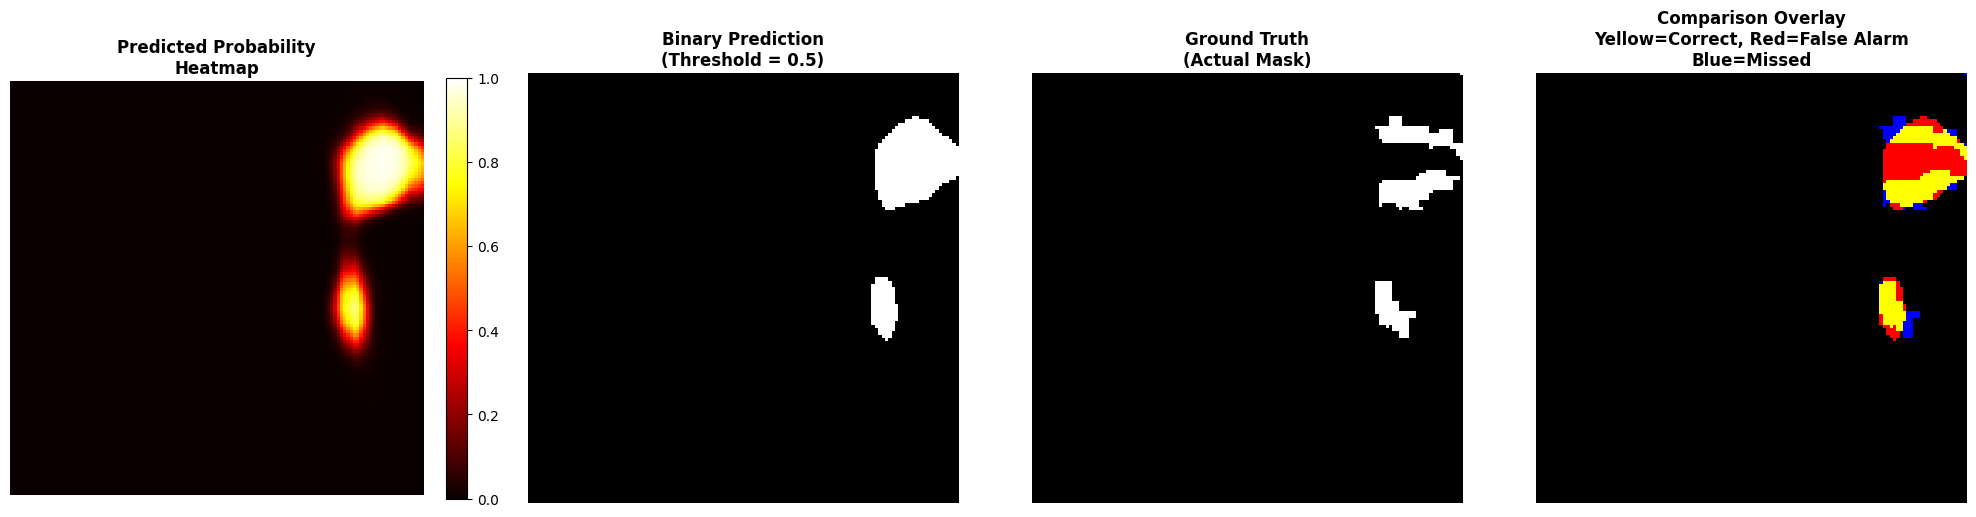 Predicted Probability
Heatmap
1.0
0.8
0.6
0.4
0.2
0.0
Binary Prediction
(Threshold = 0.5)
Ground Truth
(Actual Mask)
Comparison Overlay
Yellow=Correct, Red=False Alarm
Blue=Missed